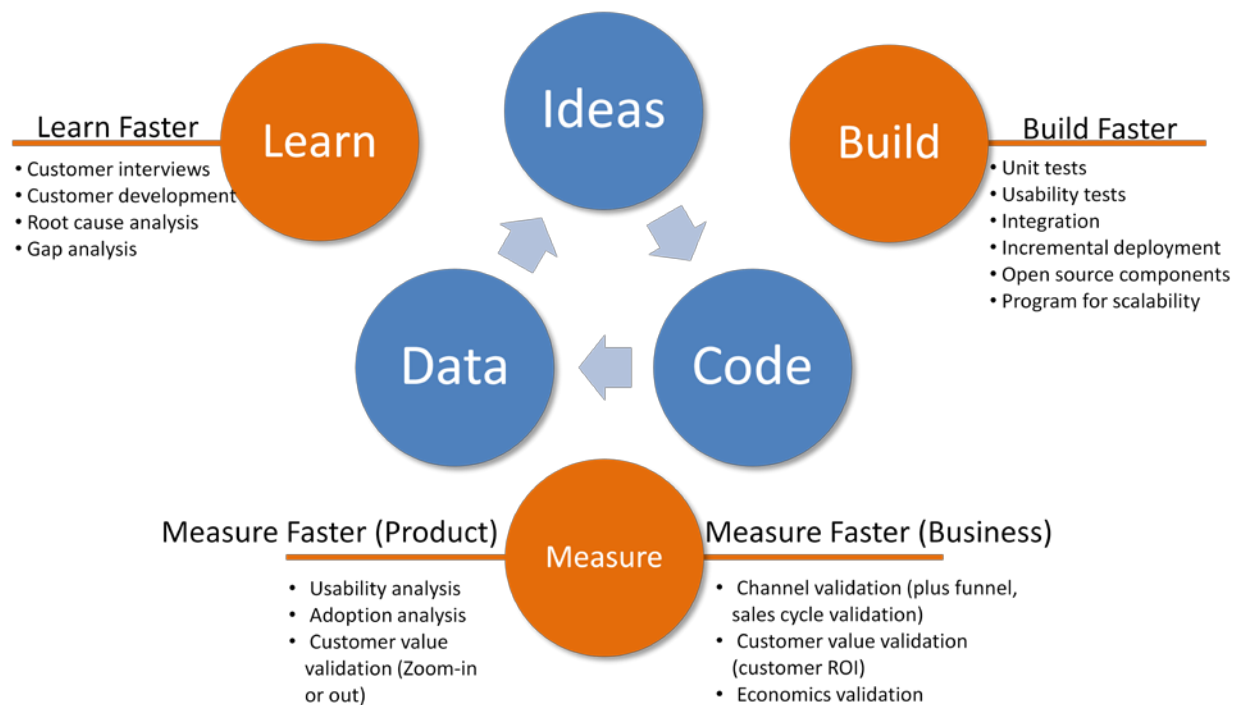 Ideas
Learn
Build
Learn Faster
• Customer interviews
• Customer development
• Root cause analysis
• Gap analysis
Build Faster
• Unit tests
• Usability tests
• Integration
• Incremental deployment
• Open source components
• Program for scalability
Data
Code
Measure
Measure Faster (Product)
• Usability analysis
• Adoption analysis
• Customer value
validation (Zoom-in
or out)
Measure Faster (Business)
• Channel validation (plus funnel,
sales cycle validation)
• Customer value validation
(customer ROI)
• Economics validation